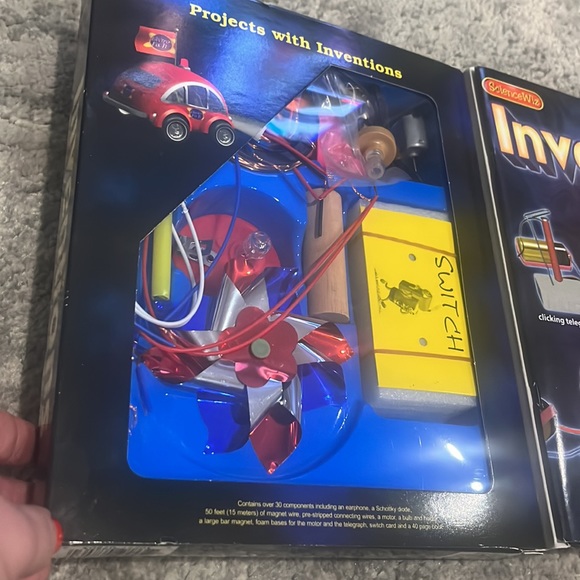 Projects with Inventions
ScienceWiz
Inve
SWITCH
clicking tele
Contains over 30 components including an earphone, a Schottky diode,
50 feet (15 meters) of magnet wire, pre-stripped connecting wires, a motor, a bulb and
a large bar magnet, foam bases for the motor and the telegraph, switch card and a 40 page book